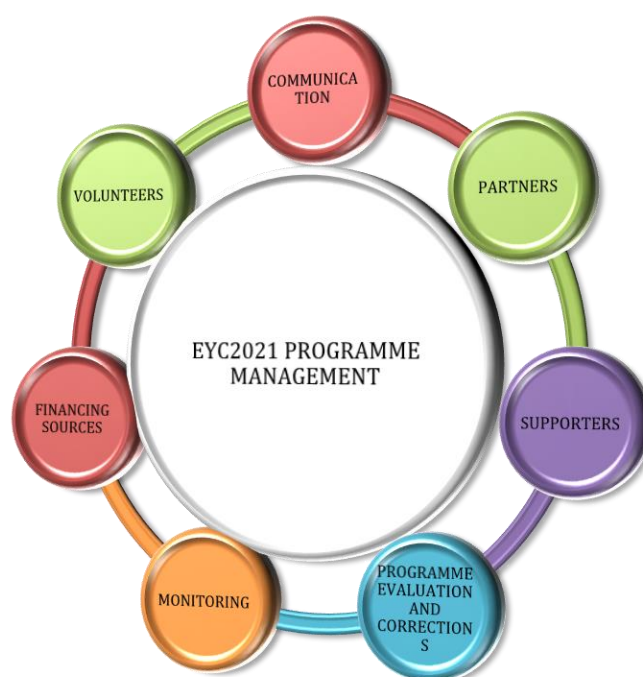 COMMUNICA
TION
PARTNERS
SUPPORTERS
PROGRAMME
EVALUATION
AND
CORRECTION
S
MONITORING
FINANCING
SOURCES
VOLUNTEERS
EYC2021 PROGRAMME
MANAGEMENT